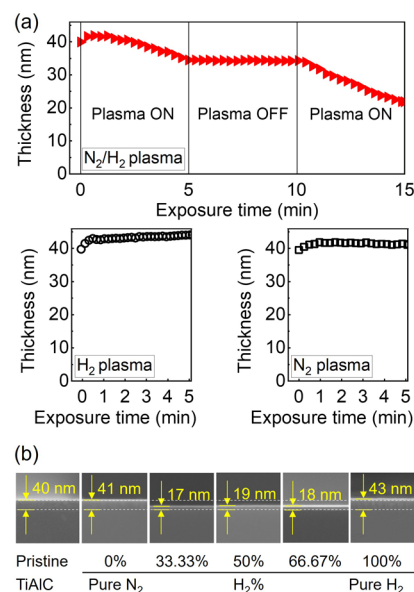 (a)
50
40
30
20
10
0
Thickness (nm)
Plasma ON
Plasma OFF
Plasma ON
N₂/H₂ plasma
0 5 10 15
Exposure time (min)
40
30
20
10
0
Thickness (nm)
H₂ plasma
0 1 2 3 4 5
Exposure time (min)
40
30
20
10
0
Thickness (nm)
N₂ plasma
0 1 2 3 4 5
Exposure time (min)
(b)
40 nm 41 nm 17 nm 19 nm 18 nm 43 nm
Pristine 0% 33.33% 50% 66.67% 100%
TiAlC Pure N₂ H₂% Pure H₂